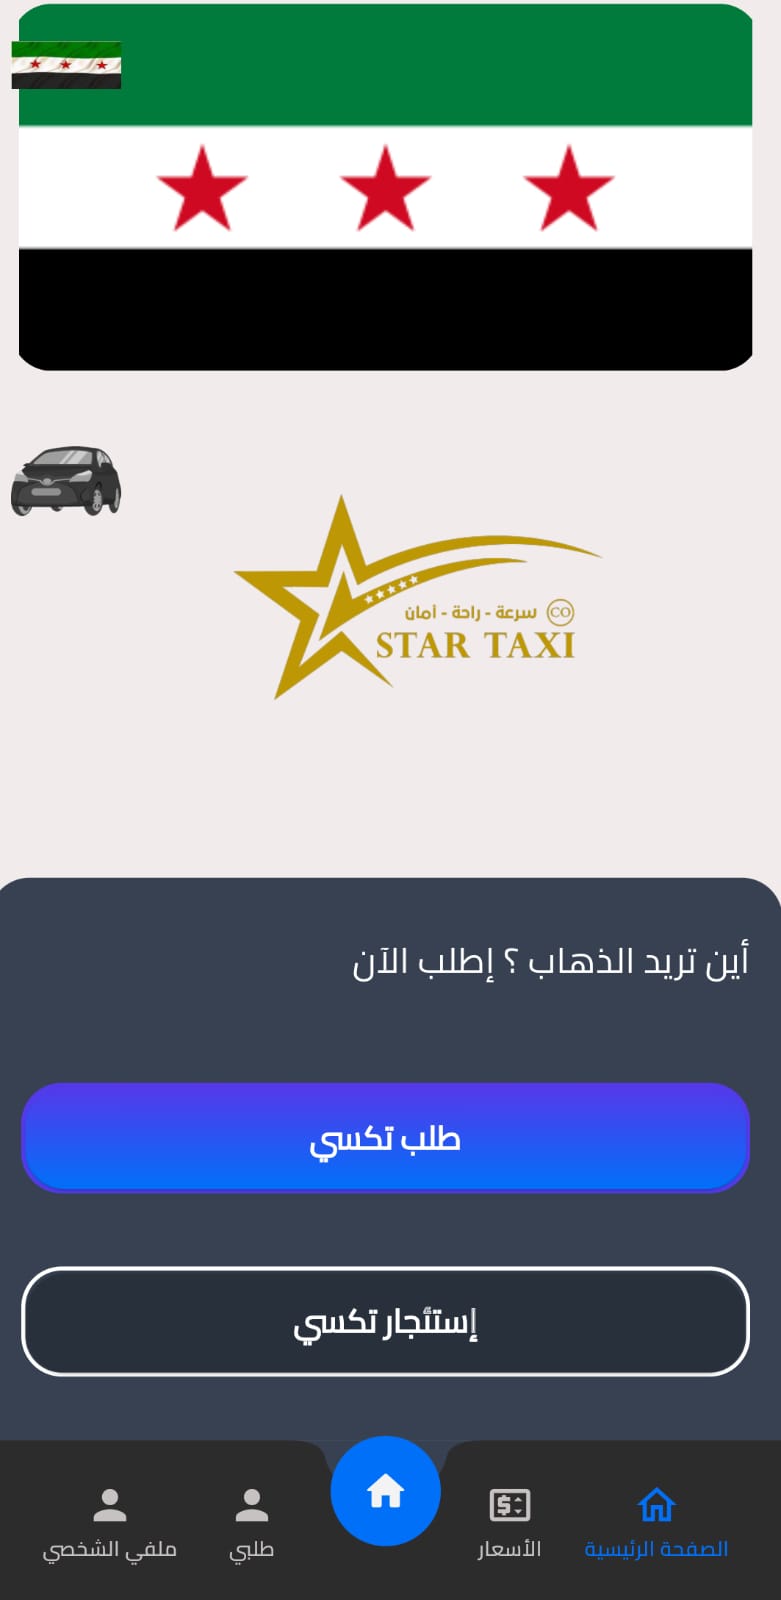 سرعة - راحة - أمان CO
STAR TAXI
أين تريد الذهاب ؟ إطلب الآن
طلب تكسي
إستئجار تكسي
الصفحة الرئيسية
الأسعار
طلبي
ملفي الشخصي